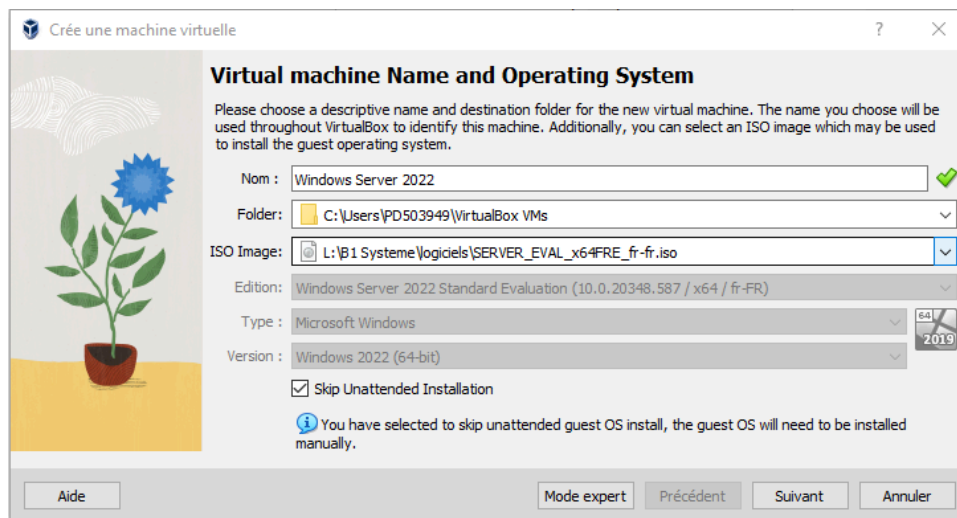 Crée une machine virtuelle
Virtual machine Name and Operating System
Please choose a descriptive name and destination folder for the new virtual machine. The name you choose will be
used throughout VirtualBox to identify this machine. Additionally, you can select an ISO image which may be used
to install the guest operating system.
Nom : Windows Server 2022
Folder: C:\Users\PD503949\VirtualBox VMs
ISO Image: L:\B1 Systeme\logiciels\SERVER_EVAL_x64FRE_fr-fr.iso
Edition: Windows Server 2022 Standard Evaluation (10.0.20348.587 / x64 / fr-FR)
Type : Microsoft Windows
64
2019
Version : Windows 2022 (64-bit)
Skip Unattended Installation
You have selected to skip unattended guest OS install, the guest OS will need to be installed
manually.
Aide Mode expert Précédent Suivant Annuler